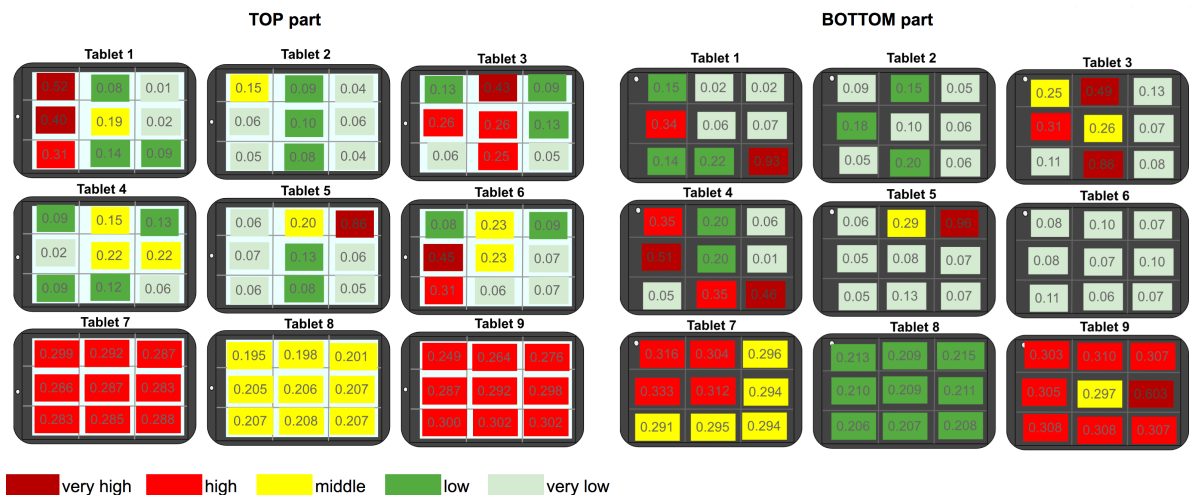 TOP part BOTTOM part
Tablet 1 Tablet 2 Tablet 3 Tablet 1 Tablet 2 Tablet 3
0.52 0.08 0.01 0.15 0.09 0.04 0.13 0.43 0.09 0.15 0.02 0.02 0.09 0.15 0.05 0.25 0.49 0.13
0.40 0.19 0.02 0.06 0.10 0.06 0.26 0.26 0.13 0.34 0.06 0.07 0.18 0.10 0.06 0.31 0.26 0.07
0.31 0.14 0.09 0.05 0.08 0.04 0.06 0.25 0.05 0.14 0.22 0.93 0.05 0.20 0.06 0.11 0.08
Tablet 4 Tablet 5 Tablet 6 Tablet 4 Tablet 5 Tablet 6
0.09 0.15 0.13 0.06 0.20 0.08 0.23 0.09 0.35 0.20 0.06 0.06 0.29 0.96 0.08 0.10 0.07
0.02 0.22 0.22 0.07 0.13 0.06 0.45 0.23 0.07 0.51 0.20 0.01 0.05 0.08 0.07 0.08 0.07 0.10
0.09 0.12 0.06 0.06 0.08 0.05 0.31 0.06 0.07 0.05 0.35 0.46 0.05 0.13 0.07 0.11 0.06 0.07
Tablet 7 Tablet 8 Tablet 9 Tablet 7 Tablet 8 Tablet 9
0.299 0.292 0.287 0.195 0.198 0.201 0.249 0.264 0.276 0.316 0.304 0.296 0.213 0.209 0.215 0.303 0.310 0.307
0.286 0.287 0.283 0.205 0.206 0.207 0.287 0.292 0.298 0.333 0.312 0.294 0.210 0.209 0.211 0.305 0.297 0.603
0.283 0.285 0.288 0.207 0.208 0.207 0.300 0.302 0.302 0.291 0.295 0.294 0.206 0.207 0.208 0.308 0.308 0.307
very high high middle low very low